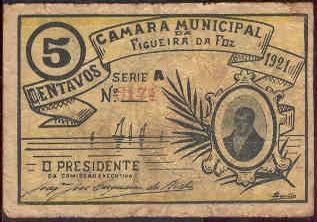 5
CENTAVOS
CAMARA MUNICIPAL
DA
FIGUEIRA DA FOZ
1921
SERIE A
Nº
O PRESIDENTE
DA COMISSÃO EXECUTIVA